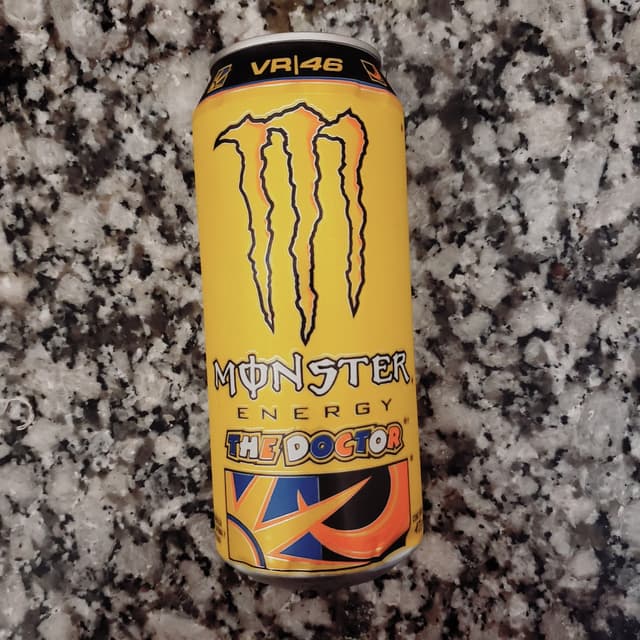 VR|46
MONSTER
ENERGY
THE DOCTOR